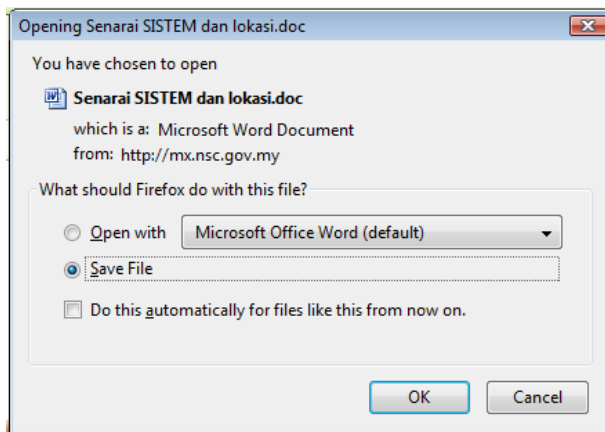 Opening Senarai SISTEM dan lokasi.doc
You have chosen to open
Senarai SISTEM dan lokasi.doc
which is a: Microsoft Word Document
from: http://mx.nsc.gov.my
What should Firefox do with this file?
Open with Microsoft Office Word (default)
Save File
Do this automatically for files like this from now on.
OK Cancel